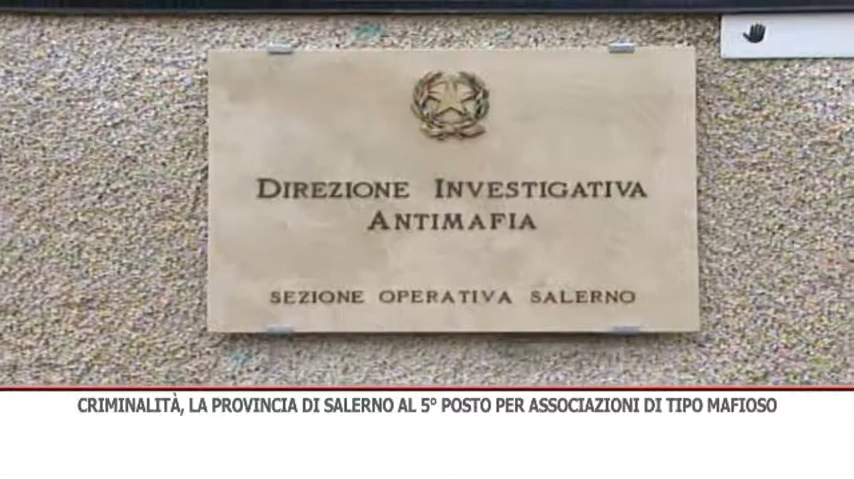 DIREZIONE INVESTIGATIVA
ANTIMAFIA
SEZIONE OPERATIVA SALERNO
CRIMINALITÀ, LA PROVINCIA DI SALERNO AL 5° POSTO PER ASSOCIAZIONI DI TIPO MAFIOSO